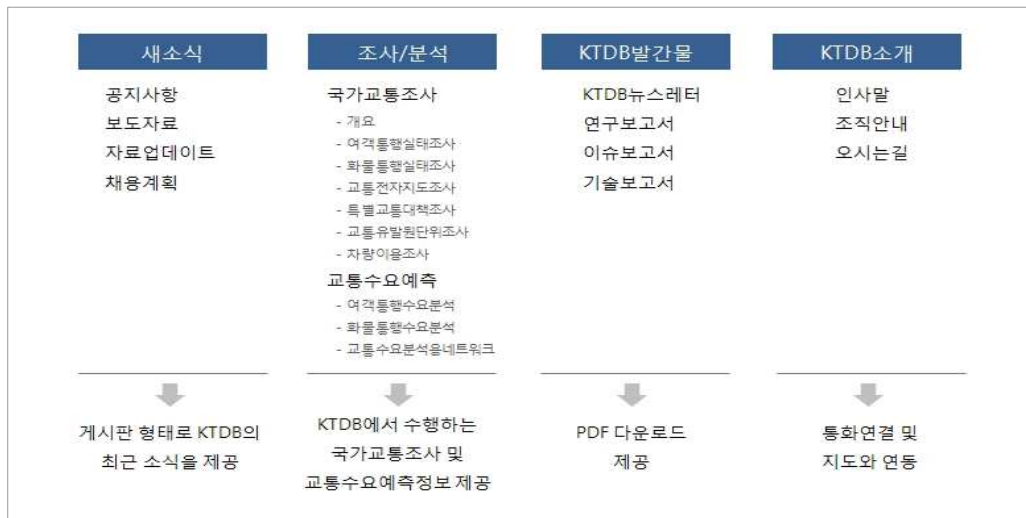 새소식
공지사항
보도자료
자료업데이트
채용계획
게시판 형태로 KTDB의
최근 소식을 제공
조사/분석
국가교통조사
- 개요
- 여객통행실태조사
- 화물통행실태조사
- 교통전자지도조사
- 특별교통대책조사
- 교통유발원단위조사
- 차량이용조사
교통수요예측
- 여객통행수요분석
- 화물통행수요분석
- 교통수요분석용네트워크
KTDB에서 수행하는
국가교통조사 및
교통수요예측정보 제공
KTDB발간물
KTDB뉴스레터
연구보고서
이슈보고서
기술보고서
PDF 다운로드
제공
KTDB소개
인사말
조직안내
오시는길
통화연결 및
지도와 연동